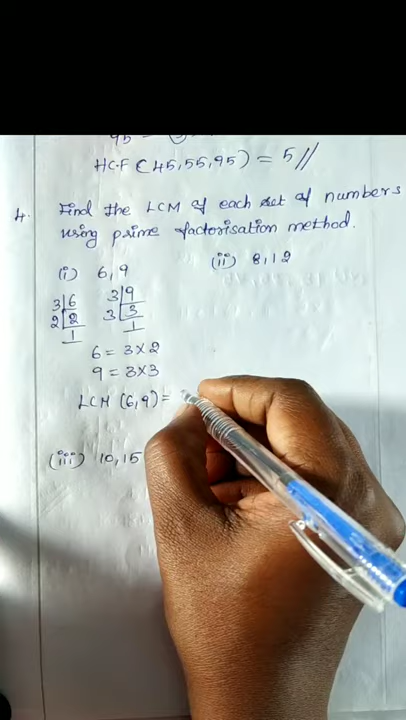 HCF (45,55,95) = 5//
4. Find the LCM of each set of numbers
using prime factorisation method.
(i) 6,9 (ii) 8,12
3|6 3|9
2|2 3|3
1 1
6 = 3×2
9 = 3×3
LCM (6,9) =
(iii) 10,15